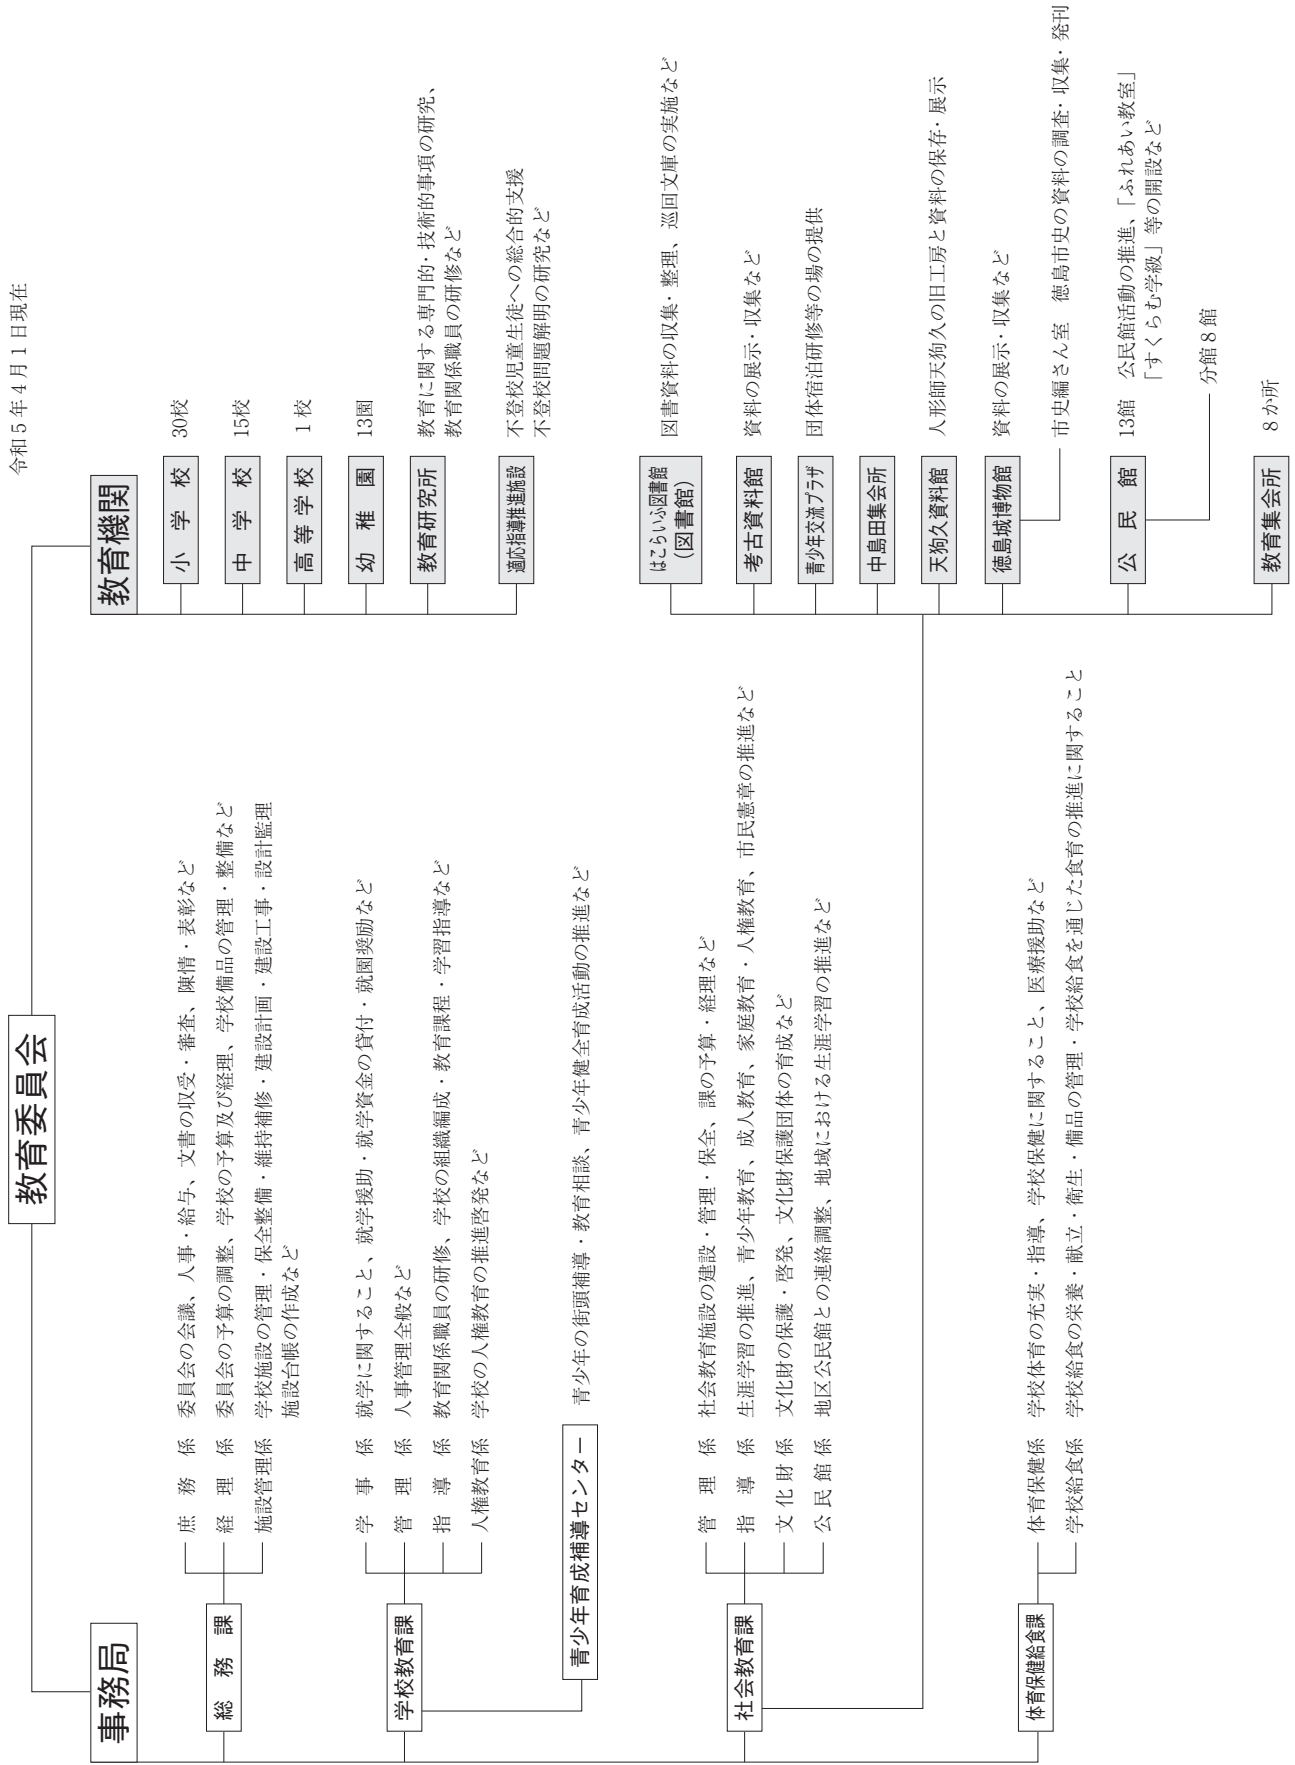 令和５年４月１日現在
教育委員会
事務局
総務課
庶務係　委員会の会議、人事・給与、文書の収受・審査、陳情・表彰など
経理係　委員会の予算の調整、学校の予算及び経理、学校備品の管理・整備など
施設管理係　学校施設の管理・保全整備・維持補修・建設計画・建設工事・設計監理
施設台帳の作成など
学校教育課
学事係　就学に関すること、就学援助・就学資金の貸付・就園奨励など
管理係　人事管理全般など
指導係　教育関係職員の研修、学校の組織編成・教育課程・学習指導など
人権教育係　学校の人権教育の推進啓発など
青少年育成補導センター　青少年の街頭補導・教育相談、青少年健全育成活動の推進など
社会教育課
管理係　社会教育施設の建設・管理・保全、課の予算・経理など
指導係　生涯学習の推進、青少年教育、成人教育、家庭教育・人権教育、市民憲章の推進など
文化財係　文化財の保護・啓発、文化財保護団体の育成など
公民館係　地区公民館との連絡調整、地域における生涯学習の推進など
体育保健給食課
体育保健係　学校体育の充実・指導、学校保健に関すること、医療援助など
学校給食係　学校給食の栄養・献立・衛生・備品の管理・学校給食を通じた食育の推進に関すること
教育機関
小学校　30校
中学校　15校
高等学校　１校
幼稚園　13園
教育研究所　教育に関する専門的・技術的事項の研究、
教育関係職員の研修など
適応指導推進施設　不登校児童生徒への総合的支援
不登校問題解明の研究など
はこらいふ図書館
（図書館）
図書資料の収集・整理、巡回文庫の実施など
考古資料館　資料の展示・収集など
青少年交流プラザ　団体宿泊研修等の場の提供
中島田集会所
天狗久資料館　人形師天狗久の旧工房と資料の保存・展示
徳島城博物館　資料の展示・収集など
市史編さん室　徳島市史の資料の調査・収集・発刊
公民館　13館　公民館活動の推進、「ふれあい教室」
「すくらむ学級」等の開設など
分館８館
教育集会所　８か所